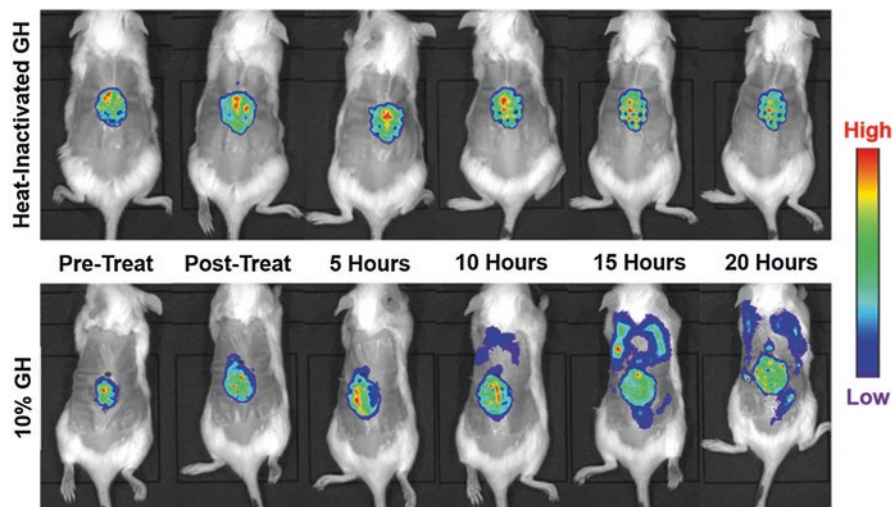 Heat-Inactivated GH
High
Pre-Treat Post-Treat 5 Hours 10 Hours 15 Hours 20 Hours
10% GH
Low